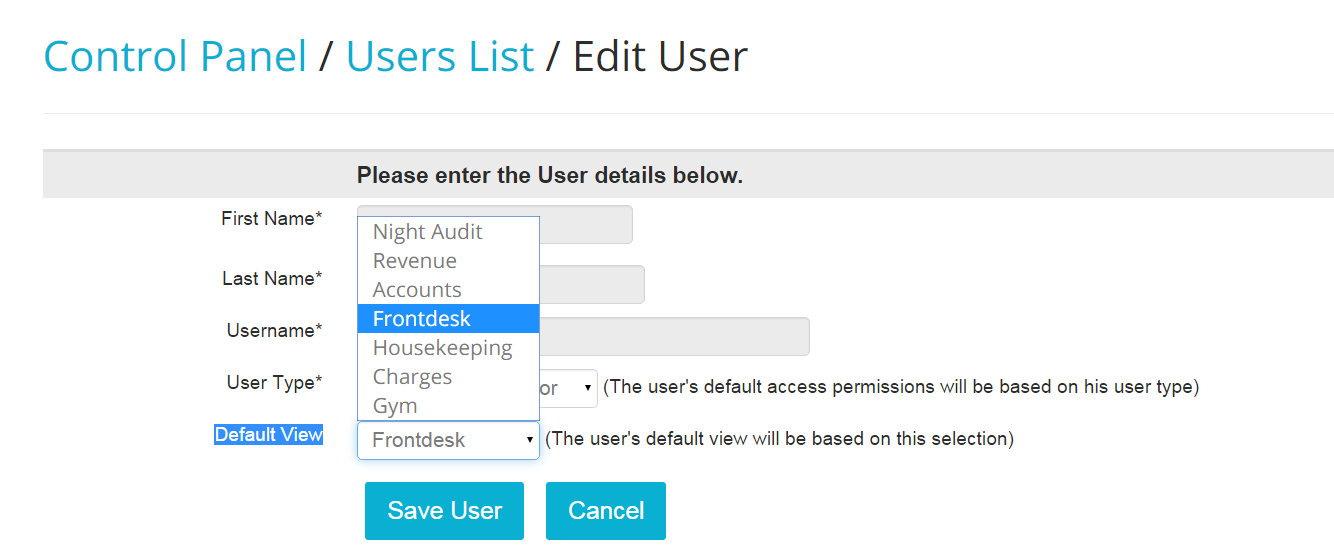 Control Panel / Users List / Edit User
Please enter the User details below.
First Name*
Last Name*
Username*
User Type*
or
(The user's default access permissions will be based on his user type)
Night Audit
Revenue
Accounts
Frontdesk
Housekeeping
Charges
Gym
Default View
Frontdesk
(The user's default view will be based on this selection)
Save User
Cancel